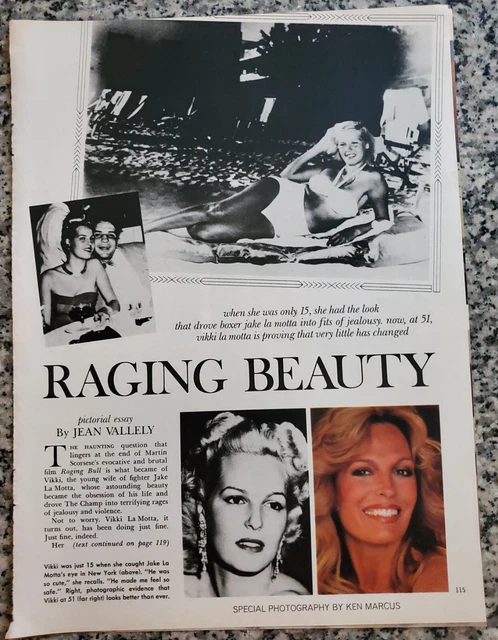 when she was only 15, she had the look
that drove boxer jake la motta into fits of jealousy. now, at 51,
vikki la motta is proving that very little has changed
RAGING BEAUTY
pictorial essay
By JEAN VALLELY
THE HAUNTING question that
lingers at the end of Martin
Scorsese's evocative and brutal
film Raging Bull is what became of
Vikki, the young wife of fighter Jake
La Motta, whose astounding beauty
became the obsession of his life and
drove The Champ into terrifying rages
of jealousy and violence.
Not to worry. Vikki La Motta, it
turns out, has been doing just fine.
Just fine, indeed.
Her (text continued on page 119)
Vikki was just 15 when she caught Jake La
Motta's eye in New York (above). "He was
so cute," she recalls. "He made me feel so
safe." Right, photographic evidence that
Vikki at 51 (far right) looks better than ever.
115
SPECIAL PHOTOGRAPHY BY KEN MARCUS